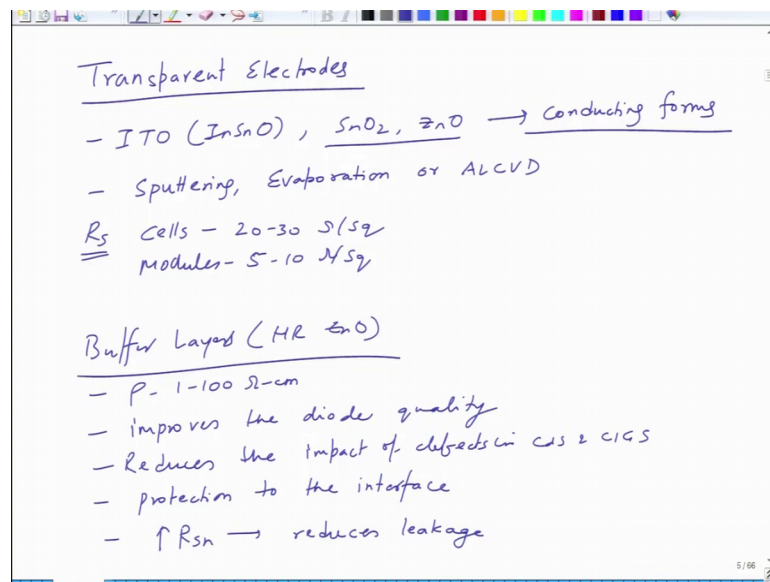 Transparent Electrodes
- ITO (InSnO), SnO2, ZnO → conducting forms
- Sputtering, Evaporation or ALCVD
Rs cells - 20-30 Ω/sq
modules - 5-10 Ω/sq
Buffer Layers (HR ZnO)
- ρ - 1-100 Ω-cm
- improves the diode quality
- Reduces the impact of defects in CdS & CIGS
- protection to the interface
- ↑ Rsh → reduces leakage
5 / 66